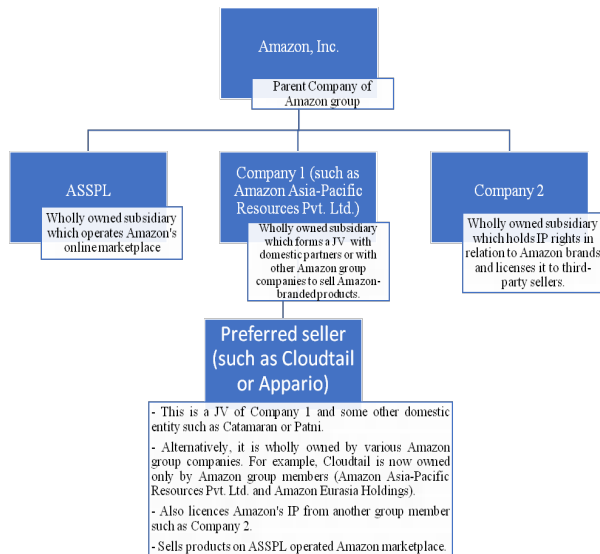 Amazon, Inc.
Parent Company of
Amazon group
ASSPL
Wholly owned subsidiary
which operates Amazon's
online marketplace
Company 1 (such as
Amazon Asia-Pacific
Resources Pvt. Ltd.)
Wholly owned subsidiary
which forms a JV with
domestic partners or with
other Amazon group
companies to sell Amazon-
branded products.
Company 2
Wholly owned subsidiary
which holds IP rights in
relation to Amazon brands
and licenses it to third-
party sellers.
Preferred seller
(such as Cloudtail
or Appario)
- This is a JV of Company 1 and some other domestic
entity such as Catamaran or Patni.
- Alternatively, it is wholly owned by various Amazon
group companies. For example, Cloudtail is now owned
only by Amazon group members (Amazon Asia-Pacific
Resources Pvt. Ltd. and Amazon Eurasia Holdings).
- Also licences Amazon's IP from another group member
such as Company 2.
- Sells products on ASSPL operated Amazon marketplace.